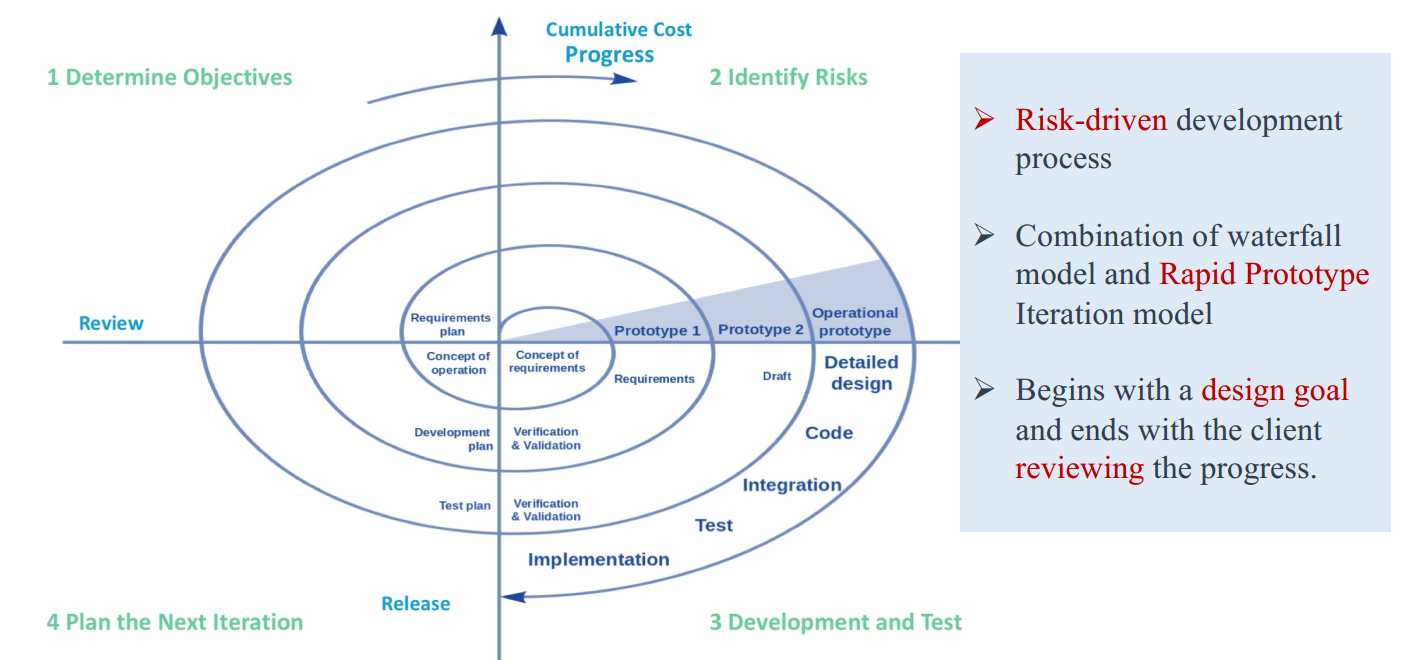 Cumulative Cost
Progress
1 Determine Objectives
2 Identify Risks
Review
Requirements
plan
Concept of
operation
Concept of
requirements
Prototype 1
Prototype 2
Operational
prototype
Requirements
Draft
Detailed
design
Development
plan
Verification
& Validation
Code
Integration
Test plan
Verification
& Validation
Test
Implementation
Release
4 Plan the Next Iteration
3 Development and Test
➢ Risk-driven development
process
➢ Combination of waterfall
model and Rapid Prototype
Iteration model
➢ Begins with a design goal
and ends with the client
reviewing the progress.